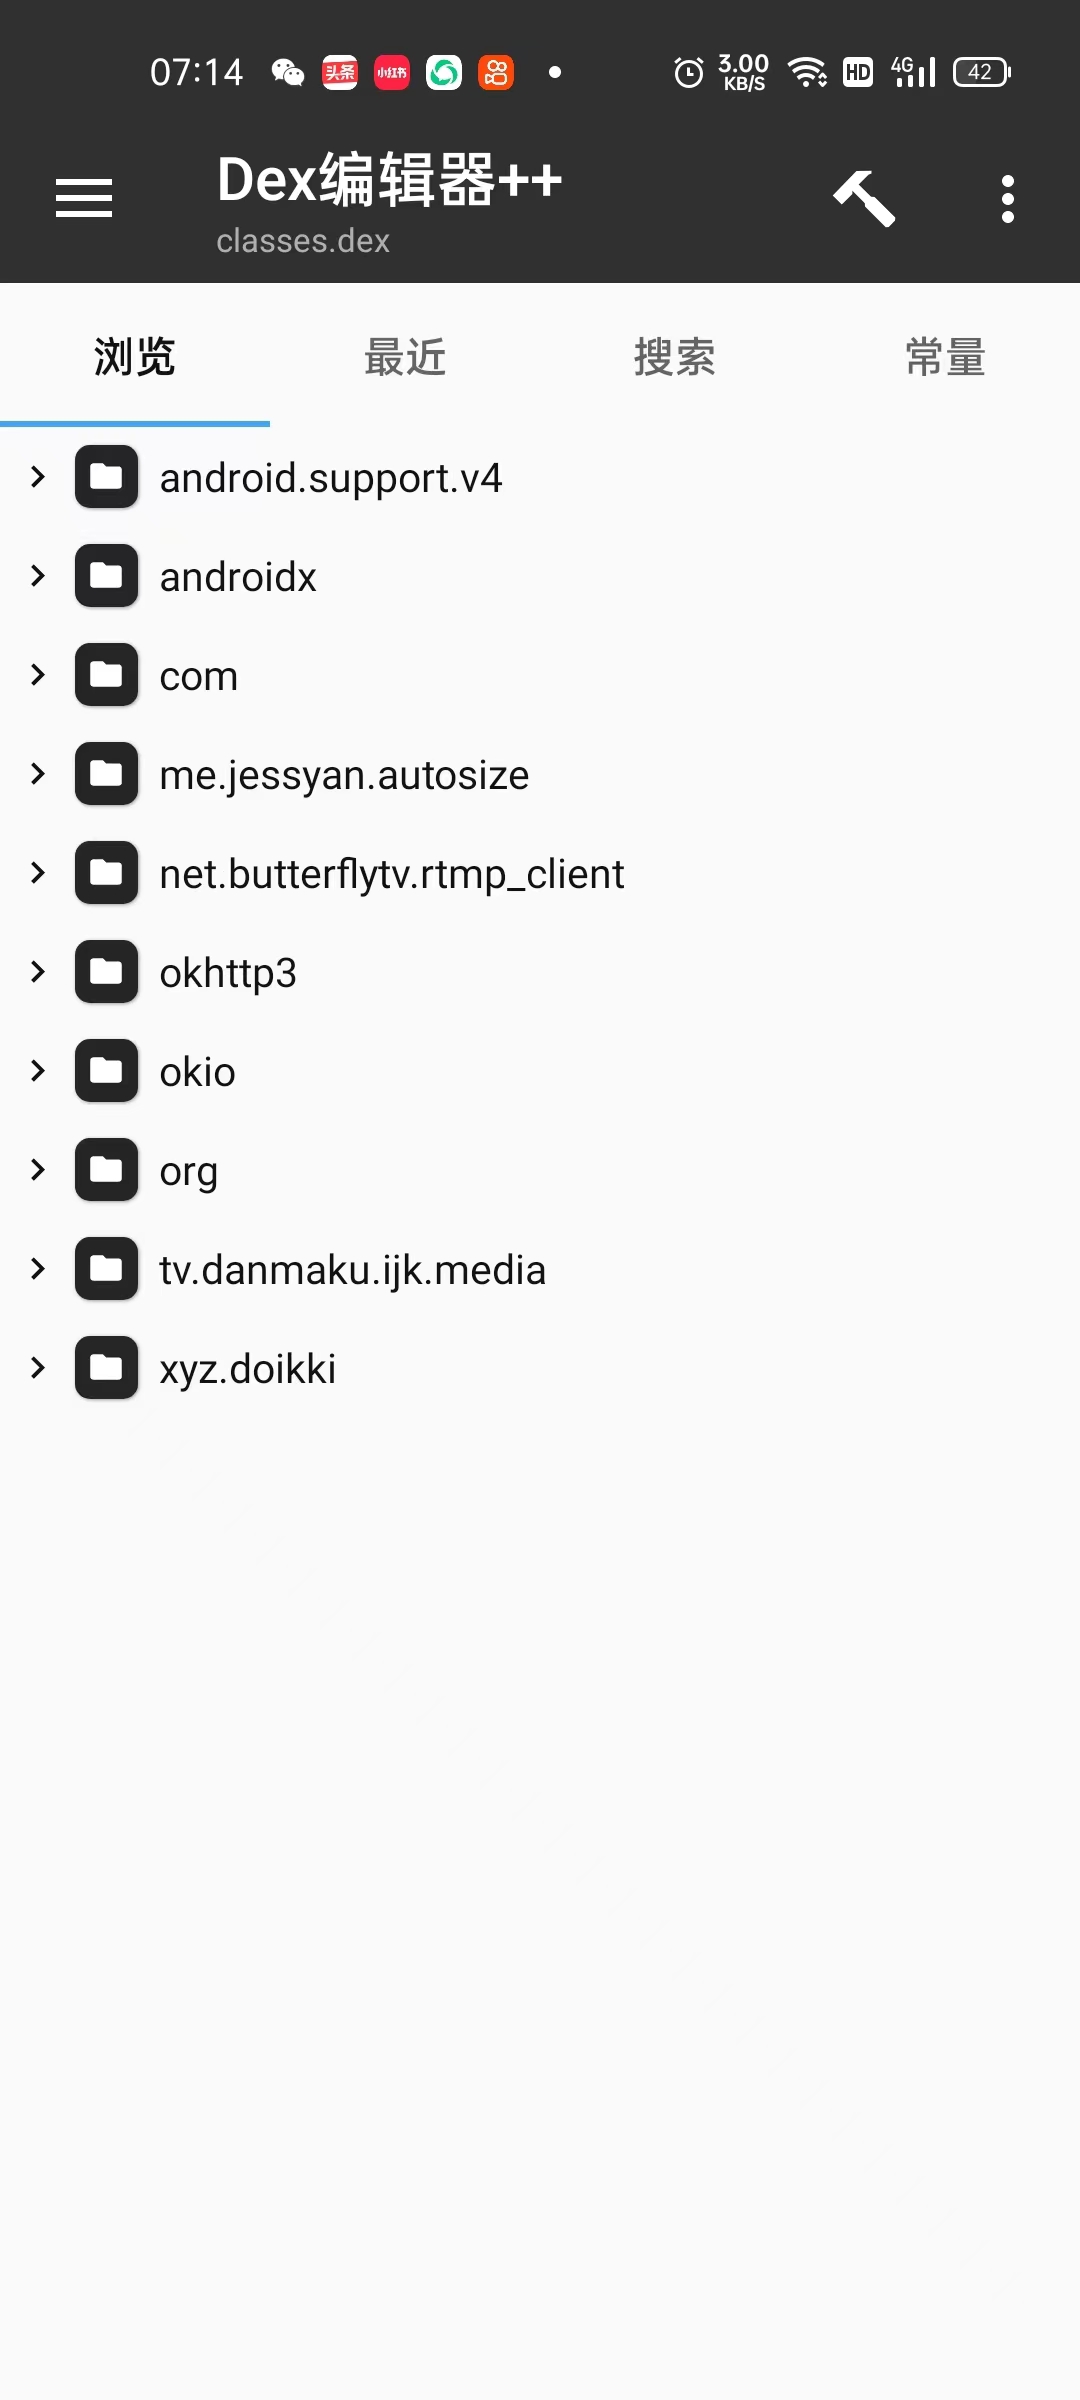 07:14 头条 小红书 3.00 KB/S HD 4G 42
Dex编辑器++
classes.dex
浏览 最近 搜索 常量
android.support.v4
androidx
com
me.jessyan.autosize
net.butterflytv.rtmp_client
okhttp3
okio
org
tv.danmaku.ijk.media
xyz.doikki